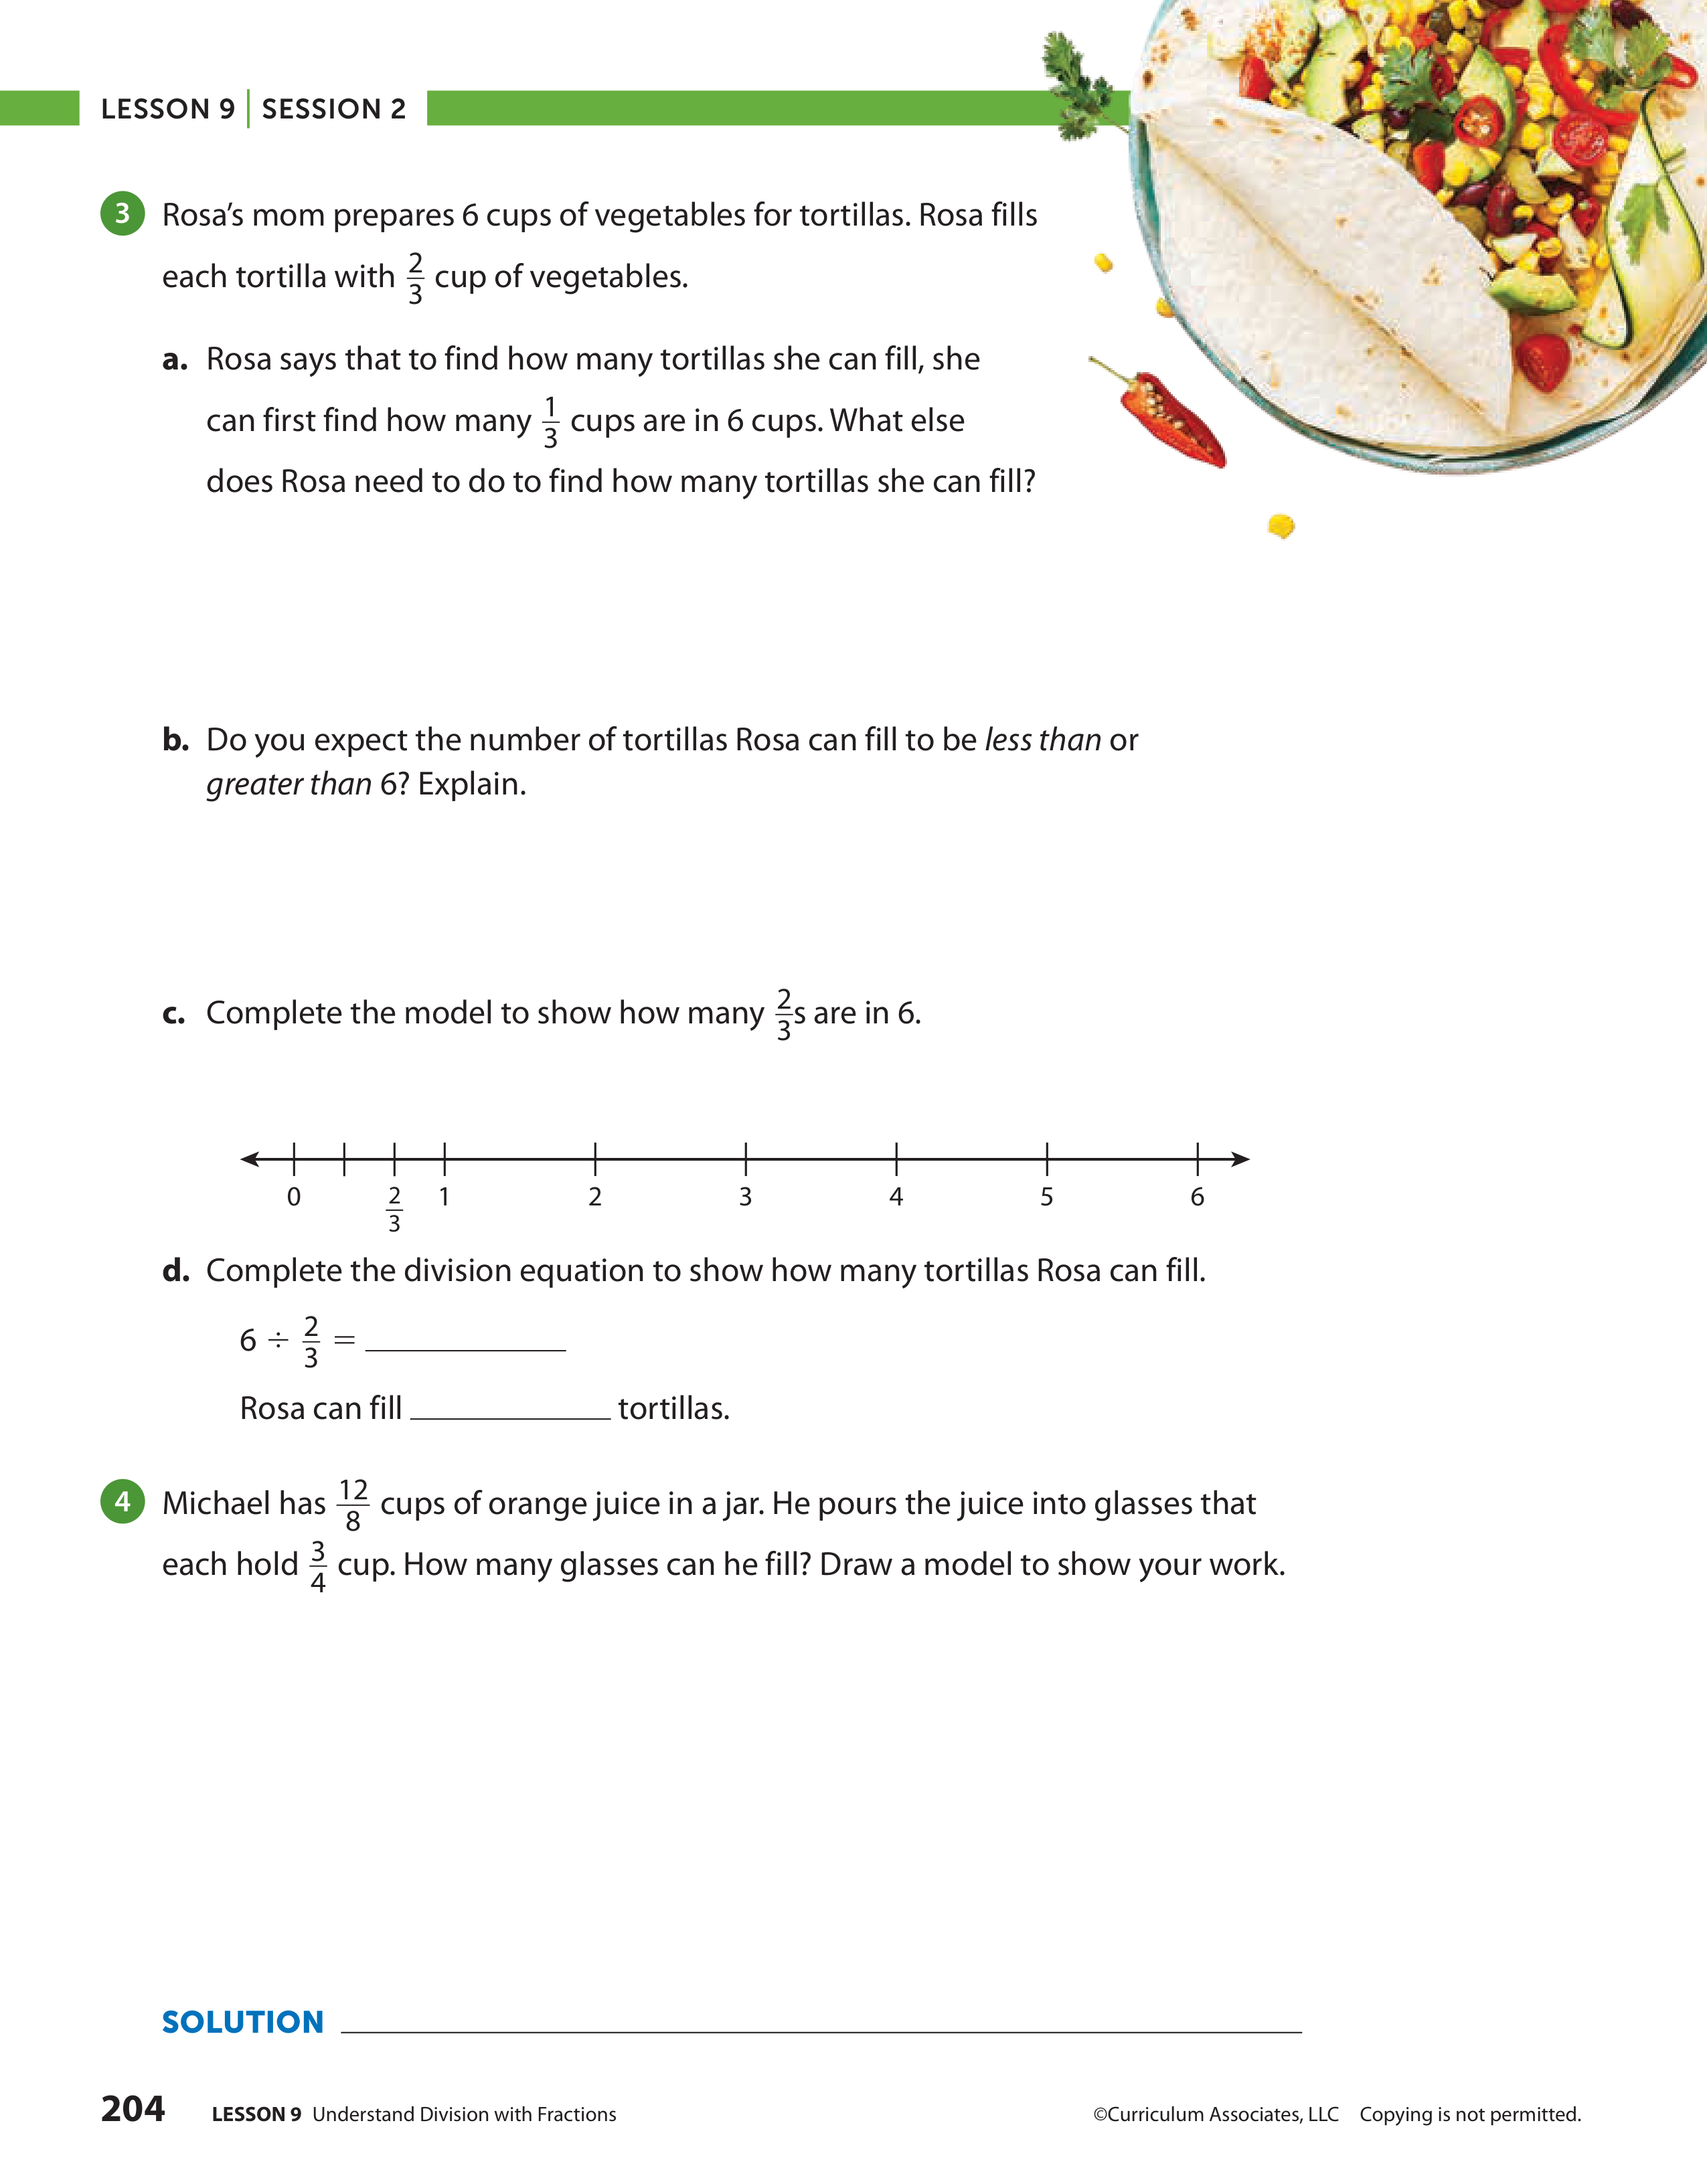 LESSON 9 | SESSION 2
3 Rosa’s mom prepares 6 cups of vegetables for tortillas. Rosa fills
each tortilla with 2/3 cup of vegetables.
a. Rosa says that to find how many tortillas she can fill, she
can first find how many 1/3 cups are in 6 cups. What else
does Rosa need to do to find how many tortillas she can fill?
b. Do you expect the number of tortillas Rosa can fill to be less than or
greater than 6? Explain.
c. Complete the model to show how many 2/3s are in 6.
0 2/3 1 2 3 4 5 6
d. Complete the division equation to show how many tortillas Rosa can fill.
6 ÷ 2/3 = ____________
Rosa can fill ____________ tortillas.
4 Michael has 12/8 cups of orange juice in a jar. He pours the juice into glasses that
each hold 3/4 cup. How many glasses can he fill? Draw a model to show your work.
SOLUTION ____________
204 LESSON 9 Understand Division with Fractions ©Curriculum Associates, LLC Copying is not permitted.